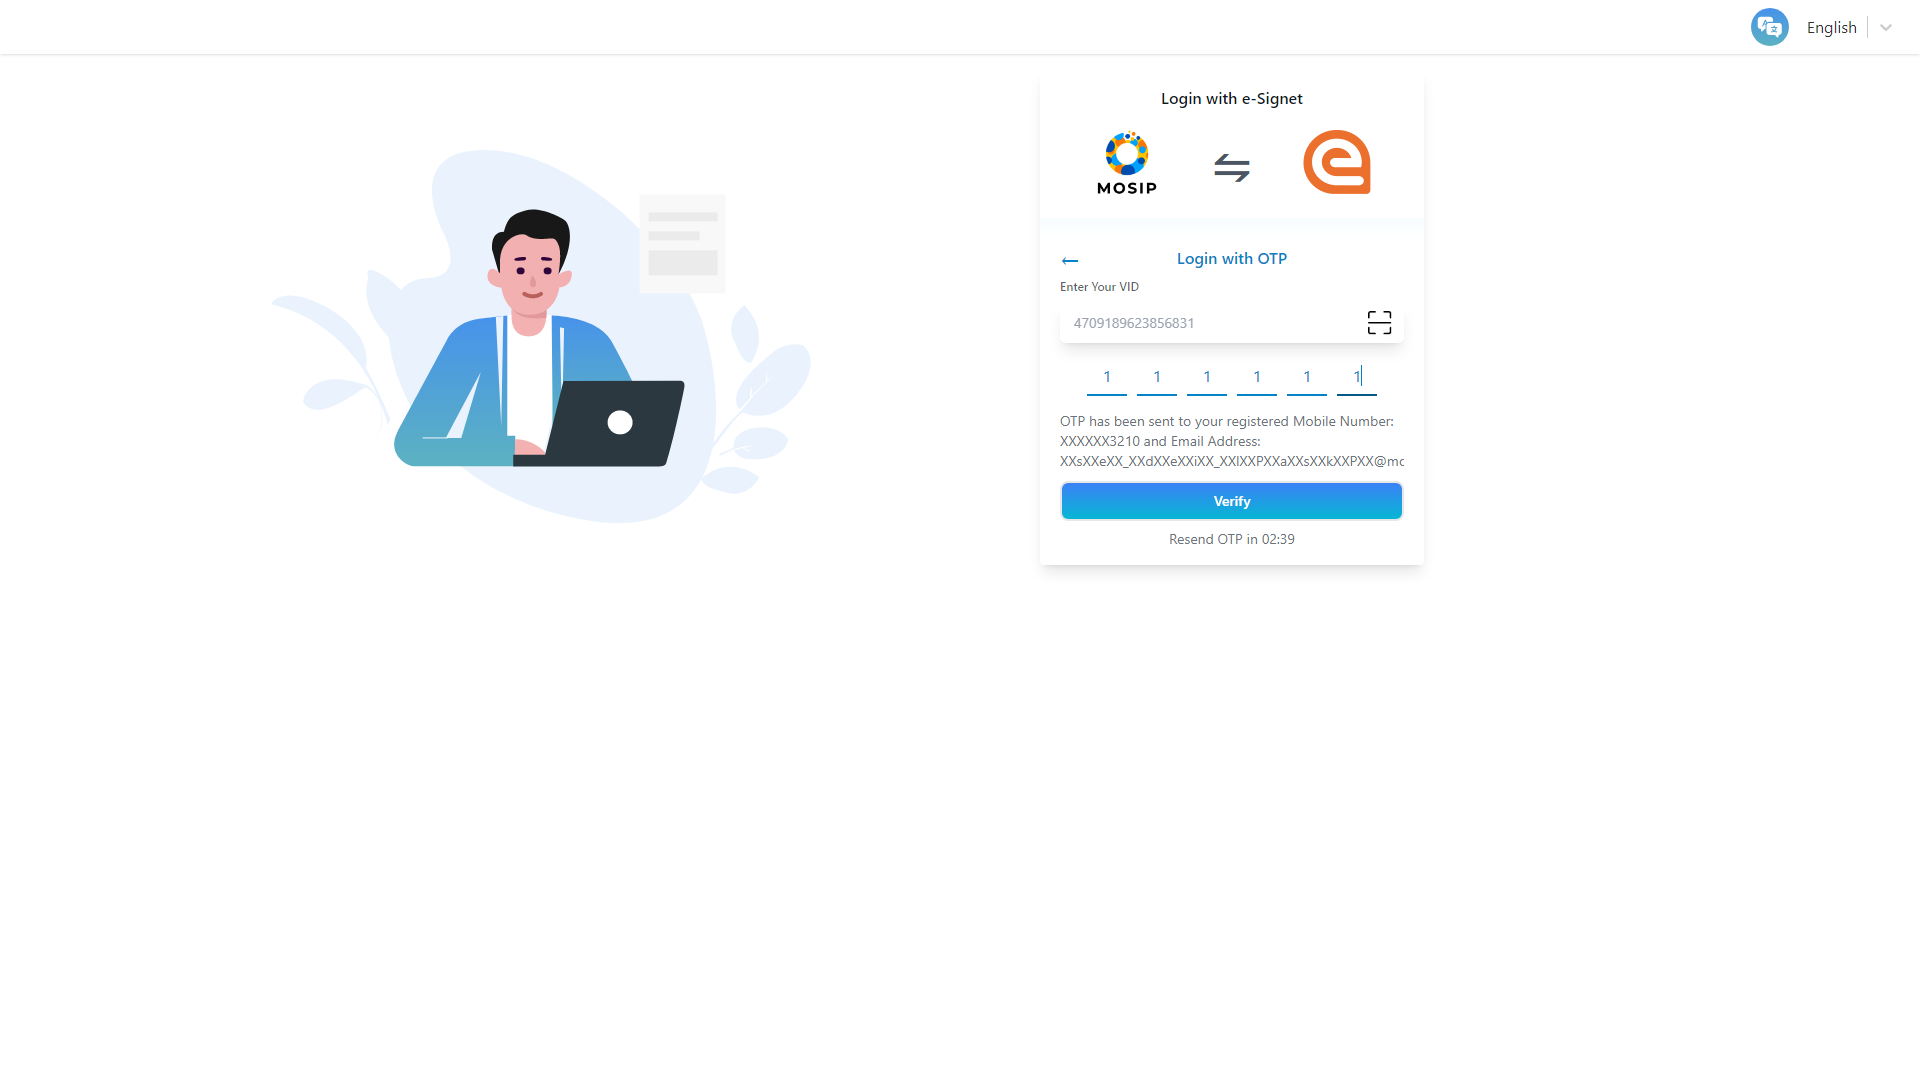 English
Login with e-Signet
MOSIP
Login with OTP
Enter Your VID
4709189623856831
1 1 1 1 1 1
OTP has been sent to your registered Mobile Number:
XXXXXX3210 and Email Address:
XXsXXeXX_XXdXXeXXiXX_XXlXXPXXaXXsXXkXXPXX@mc
Verify
Resend OTP in 02:39